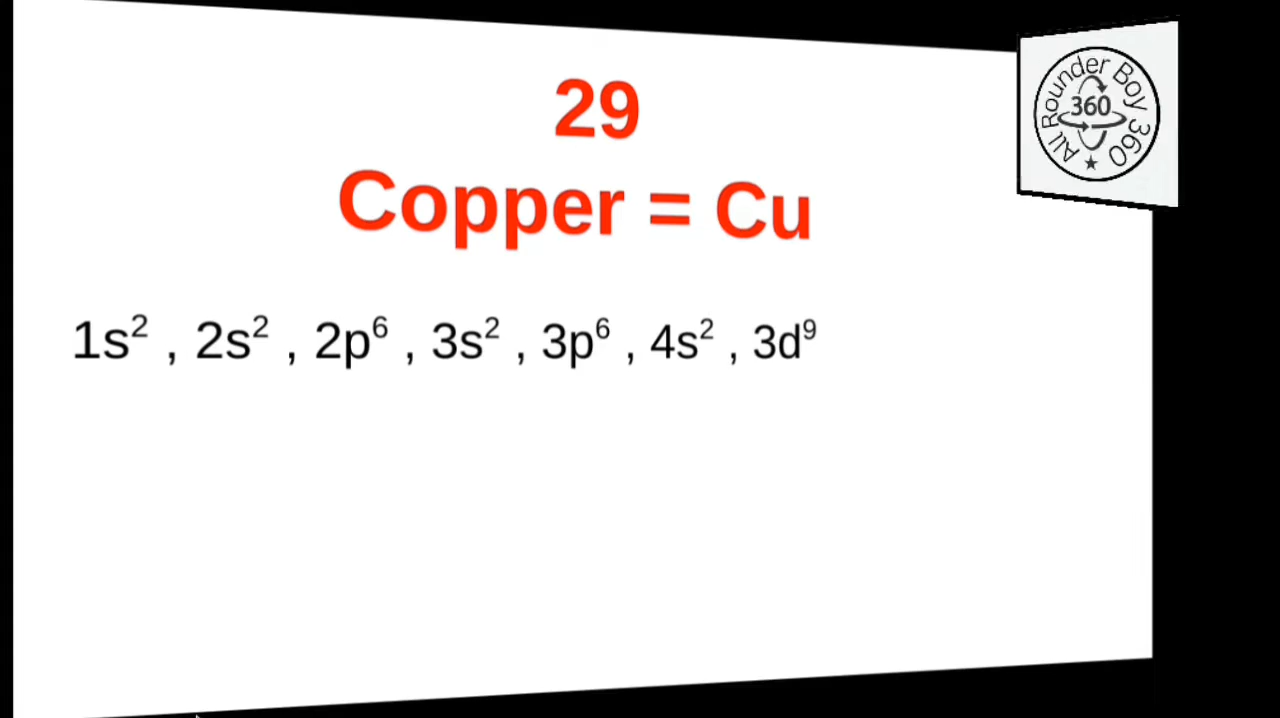 29
Copper = Cu
1s² , 2s² , 2p⁶ , 3s² , 3p⁶ , 4s² , 3d⁹
All Rounder Boy 360
360